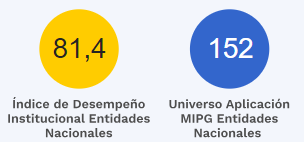 81,4
Índice de Desempeño
Institucional Entidades
Nacionales
152
Universo Aplicación
MIPG Entidades
Nacionales